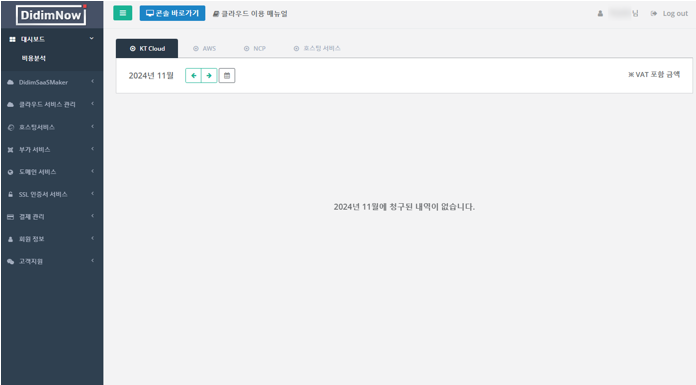 DidimNow
콘솔 바로가기
클라우드 이용 매뉴얼
님
Log out
대시보드
비용분석
DidimSaaSMaker
클라우드 서비스 관리
호스팅서비스
부가 서비스
도메인 서비스
SSL 인증서 서비스
결제 관리
회원 정보
고객지원
KT Cloud
AWS
NCP
호스팅 서비스
2024년 11월
※ VAT 포함 금액
2024년 11월에 청구된 내역이 없습니다.